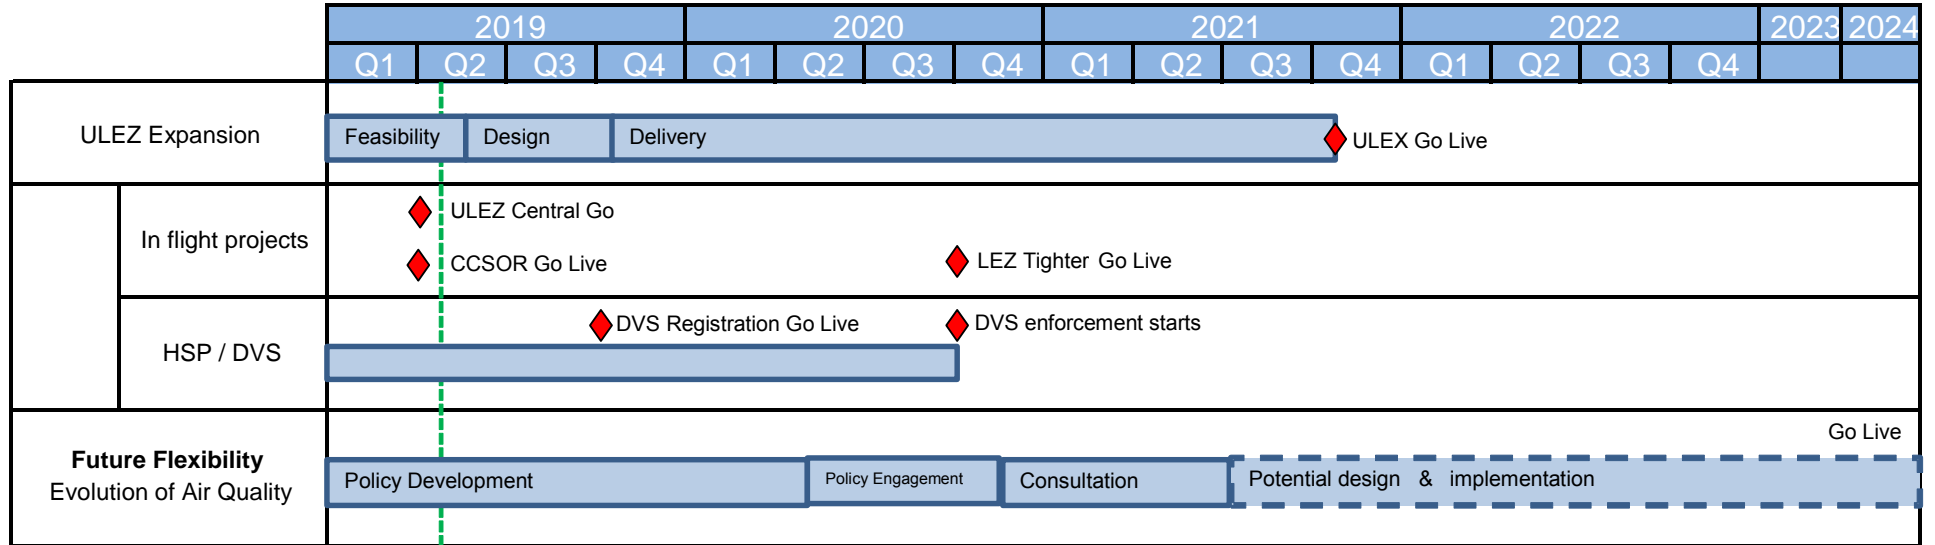 2019 2020 2021 2022 2023 2024
Q1 Q2 Q3 Q4 Q1 Q2 Q3 Q4 Q1 Q2 Q3 Q4 Q1 Q2 Q3 Q4
ULEZ Expansion
Feasibility Design Delivery ULEX Go Live
In flight projects
ULEZ Central Go
CCSOR Go Live LEZ Tighter Go Live
HSP / DVS
DVS Registration Go Live DVS enforcement starts
Go Live
Future Flexibility
Evolution of Air Quality
Policy Development Policy Engagement Consultation Potential design & implementation